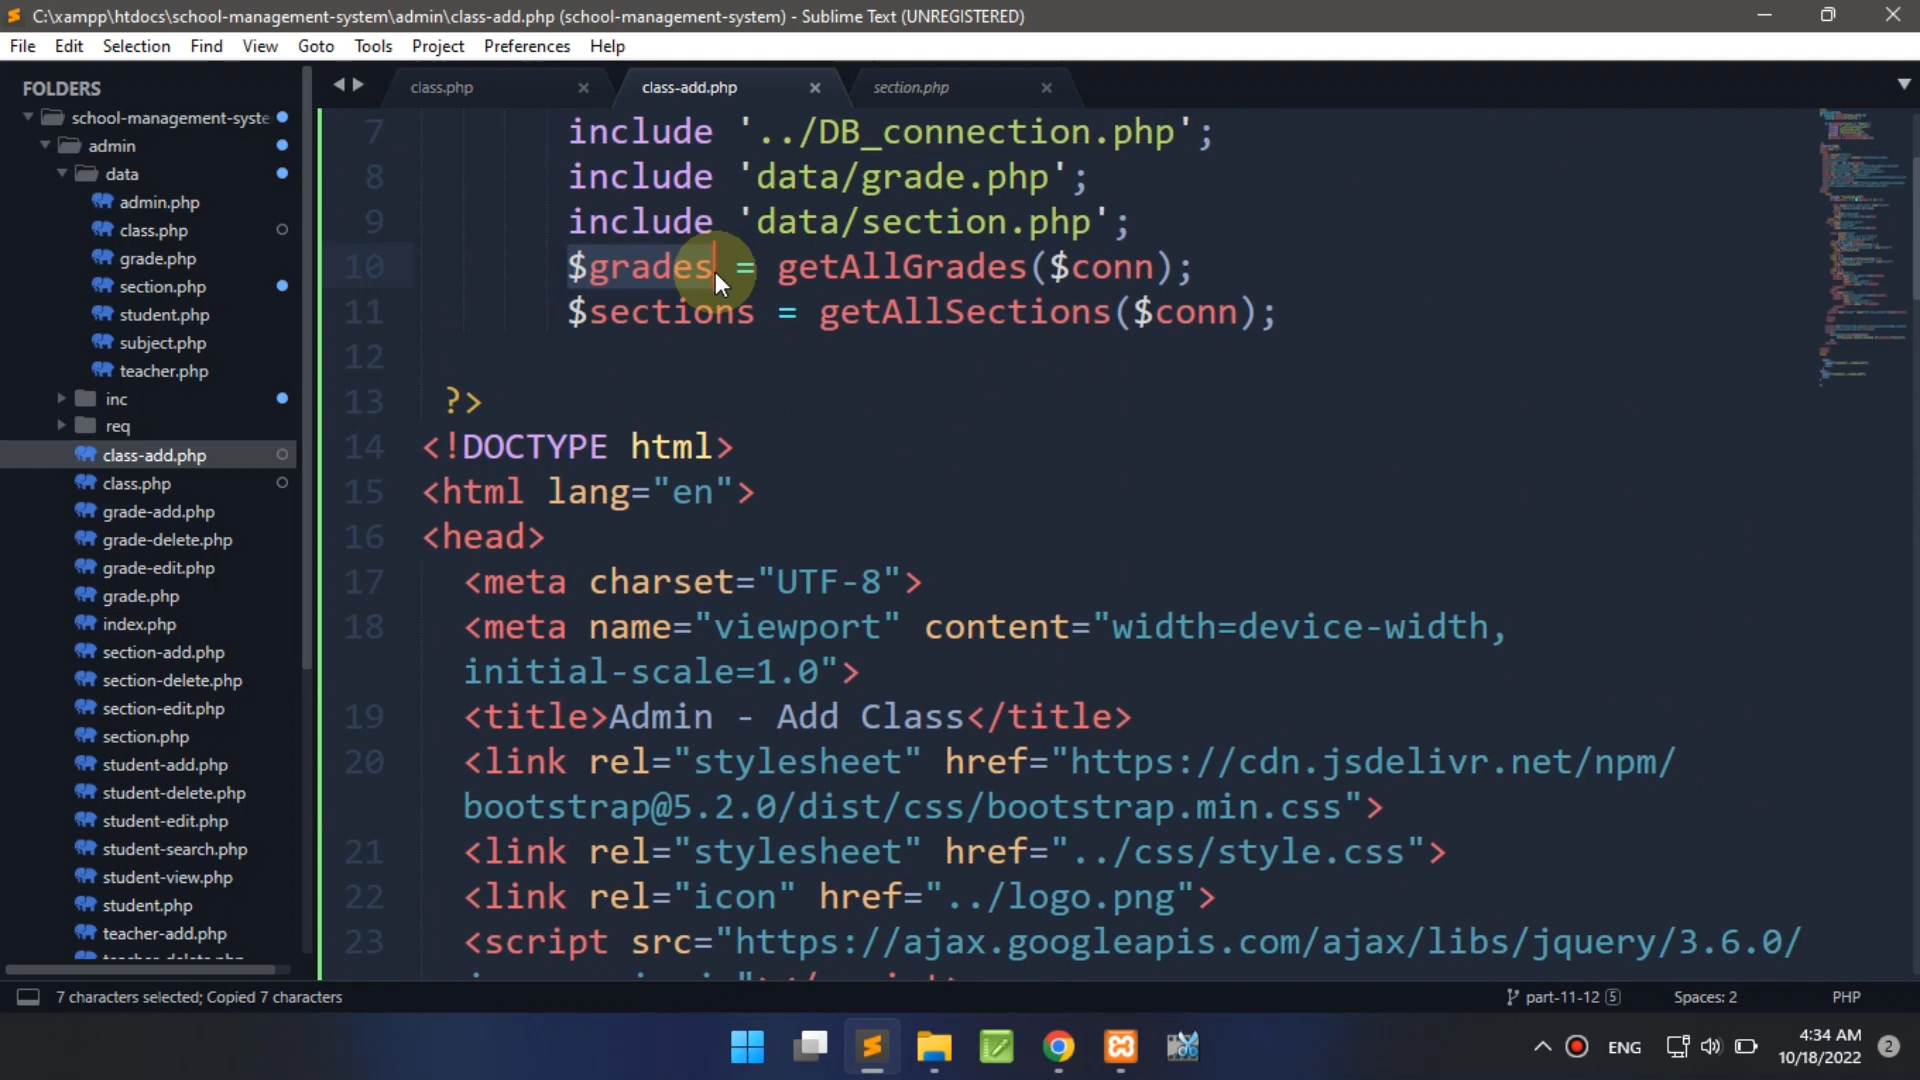 C:\xampp\htdocs\school-management-system\admin\class-add.php (school-management-system) - Sublime Text (UNREGISTERED)
File Edit Selection Find View Goto Tools Project Preferences Help
FOLDERS
school-management-syste
admin
data
admin.php
class.php
grade.php
section.php
student.php
subject.php
teacher.php
inc
req
class-add.php
class.php
grade-add.php
grade-delete.php
grade-edit.php
grade.php
index.php
section-add.php
section-delete.php
section-edit.php
section.php
student-add.php
student-delete.php
student-edit.php
student-search.php
student-view.php
student.php
teacher-add.php
class.php class-add.php section.php
7 include '../DB_connection.php';
8 include 'data/grade.php';
9 include 'data/section.php';
10 $grades = getAllGrades($conn);
11 $sections = getAllSections($conn);
12
13 ?>
14 <!DOCTYPE html>
15 <html lang="en">
16 <head>
17 <meta charset="UTF-8">
18 <meta name="viewport" content="width=device-width,
initial-scale=1.0">
19 <title>Admin - Add Class</title>
20 <link rel="stylesheet" href="https://cdn.jsdelivr.net/npm/
bootstrap@5.2.0/dist/css/bootstrap.min.css">
21 <link rel="stylesheet" href="../css/style.css">
22 <link rel="icon" href="../logo.png">
23 <script src="https://ajax.googleapis.com/ajax/libs/jquery/3.6.0/
7 characters selected; Copied 7 characters
part-11-12 5 Spaces: 2 PHP
ENG
4:34 AM
10/18/2022
2